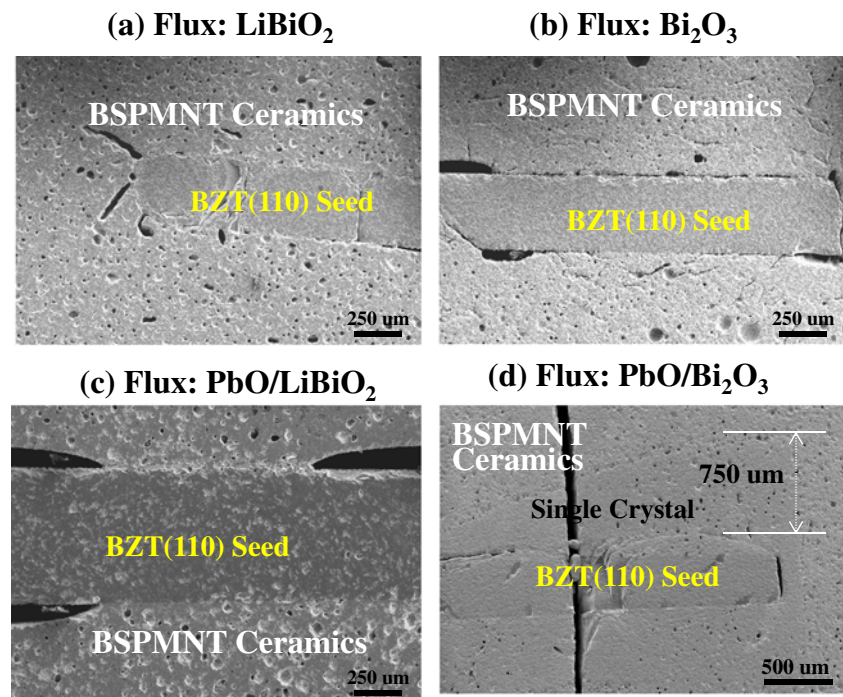 (a) Flux: LiBiO₂
BSPMNT Ceramics
BZT(110) Seed
250 um
(b) Flux: Bi₂O₃
BSPMNT Ceramics
BZT(110) Seed
250 um
(c) Flux: PbO/LiBiO₂
BZT(110) Seed
BSPMNT Ceramics
250 um
(d) Flux: PbO/Bi₂O₃
BSPMNT
Ceramics
750 um
Single Crystal
BZT(110) Seed
500 um